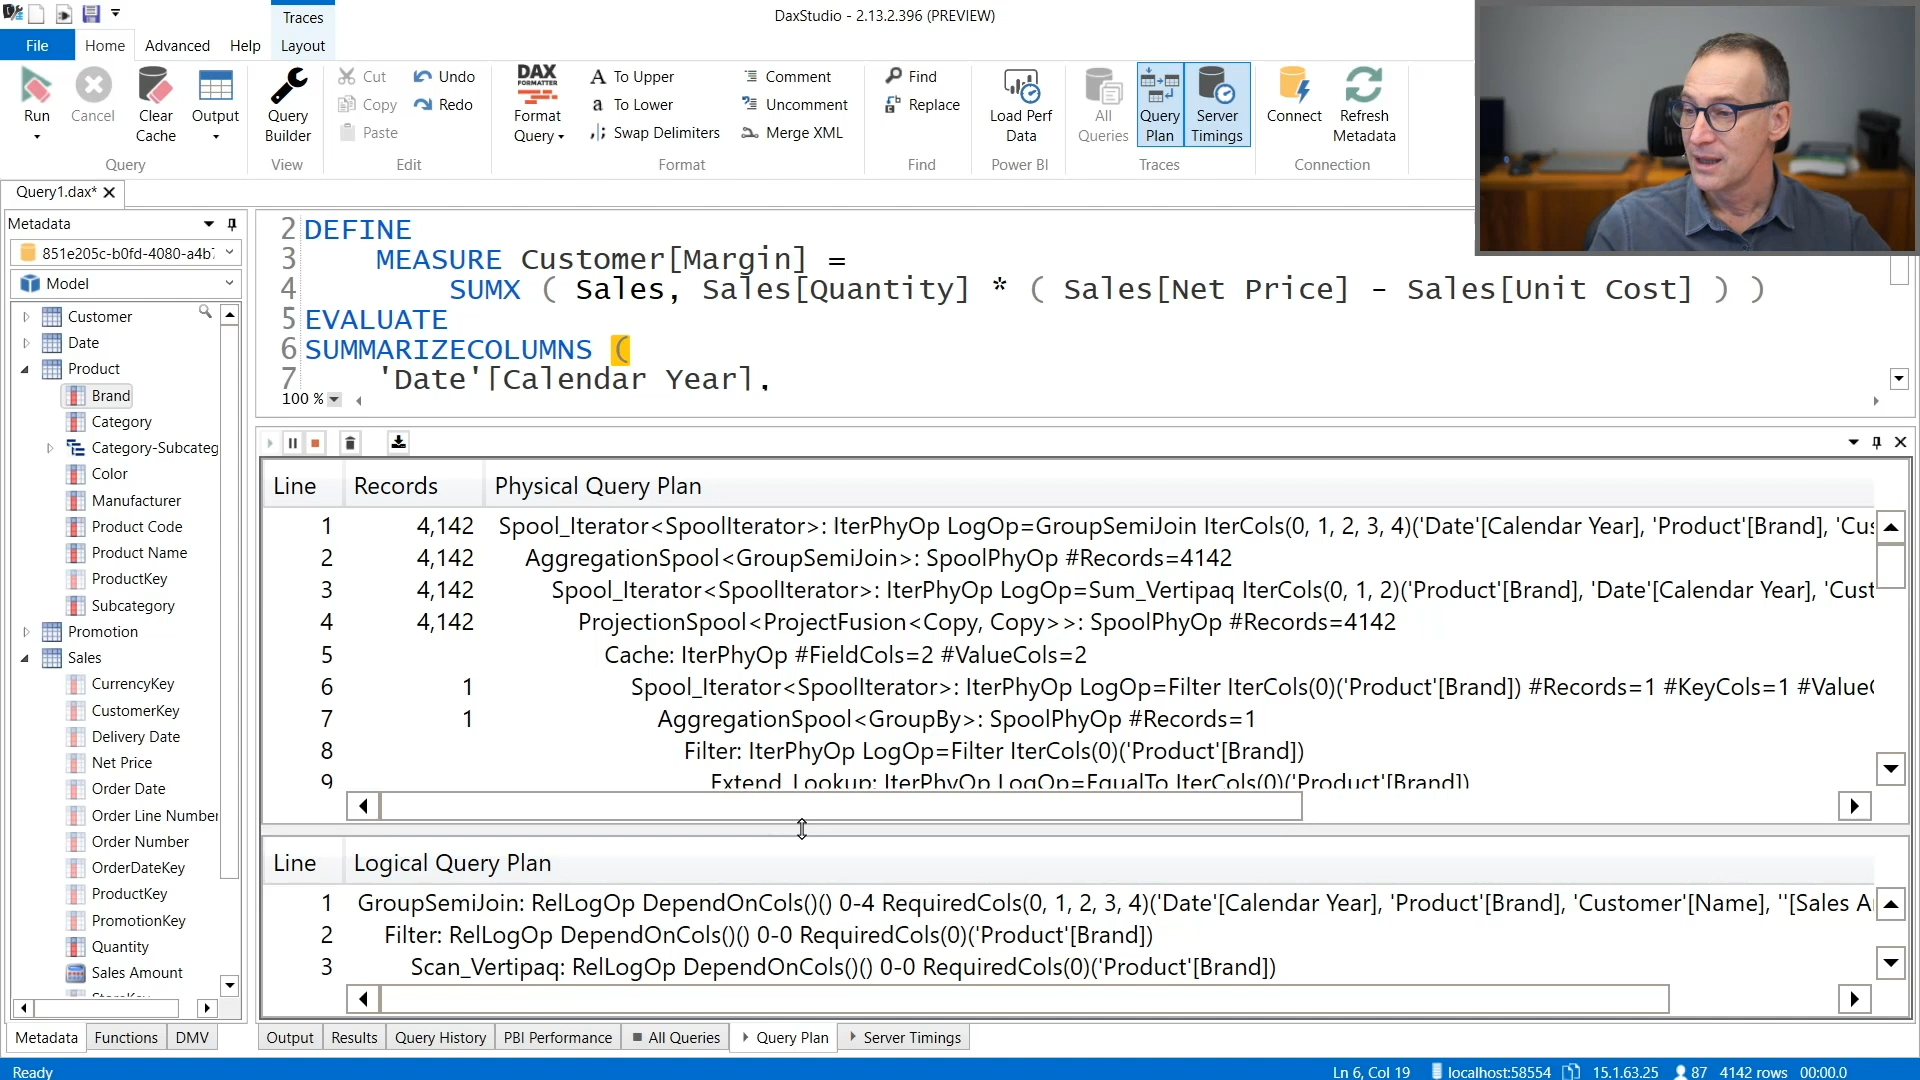 Traces
DaxStudio - 2.13.2.396 (PREVIEW)
File
Home
Advanced
Help
Layout
Run
Cancel
Clear Cache
Output
Query
Query Builder
View
Cut
Copy
Paste
Undo
Redo
Edit
DAX FORMATTER
Format Query
To Upper
To Lower
Swap Delimiters
Comment
Uncomment
Merge XML
Format
Find
Replace
Find
Load Perf Data
Power BI
All Queries
Query Plan
Server Timings
Traces
Connect
Refresh Metadata
Connection
Query1.dax*
Metadata
851e205c-b0fd-4080-a4b7
Model
Customer
Date
Product
Brand
Category
Category-Subcateg
Color
Manufacturer
Product Code
Product Name
ProductKey
Subcategory
Promotion
Sales
CurrencyKey
CustomerKey
Delivery Date
Net Price
Order Date
Order Line Number
Order Number
OrderDateKey
ProductKey
PromotionKey
Quantity
Sales Amount
2 DEFINE
3 MEASURE Customer[Margin] =
4 SUMX ( Sales, Sales[Quantity] * ( Sales[Net Price] - Sales[Unit Cost] ) )
5 EVALUATE
6 SUMMARIZECOLUMNS (
7 'Date'[Calendar Year],
100 %
Line Records Physical Query Plan
1 4,142 Spool_Iterator<SpoolIterator>: IterPhyOp LogOp=GroupSemiJoin IterCols(0, 1, 2, 3, 4)('Date'[Calendar Year], 'Product'[Brand], 'Cus
2 4,142 AggregationSpool<GroupSemiJoin>: SpoolPhyOp #Records=4142
3 4,142 Spool_Iterator<SpoolIterator>: IterPhyOp LogOp=Sum_Vertipaq IterCols(0, 1, 2)('Product'[Brand], 'Date'[Calendar Year], 'Cust
4 4,142 ProjectionSpool<ProjectFusion<Copy, Copy>>: SpoolPhyOp #Records=4142
5 Cache: IterPhyOp #FieldCols=2 #ValueCols=2
6 1 Spool_Iterator<SpoolIterator>: IterPhyOp LogOp=Filter IterCols(0)('Product'[Brand]) #Records=1 #KeyCols=1 #ValueC
7 1 AggregationSpool<GroupBy>: SpoolPhyOp #Records=1
8 Filter: IterPhyOp LogOp=Filter IterCols(0)('Product'[Brand])
9 Extend_Lookup: IterPhyOp LogOp=EqualTo IterCols(0)('Product'[Brand])
Line Logical Query Plan
1 GroupSemiJoin: RelLogOp DependOnCols()() 0-4 RequiredCols(0, 1, 2, 3, 4)('Date'[Calendar Year], 'Product'[Brand], 'Customer'[Name], ''[Sales A
2 Filter: RelLogOp DependOnCols()() 0-0 RequiredCols(0)('Product'[Brand])
3 Scan_Vertipaq: RelLogOp DependOnCols()() 0-0 RequiredCols(0)('Product'[Brand])
Metadata
Functions
DMV
Output
Results
Query History
PBI Performance
All Queries
Query Plan
Server Timings
Ready
Ln 6, Col 19
localhost:58554
15.1.63.25
87
4142 rows
00:00.0